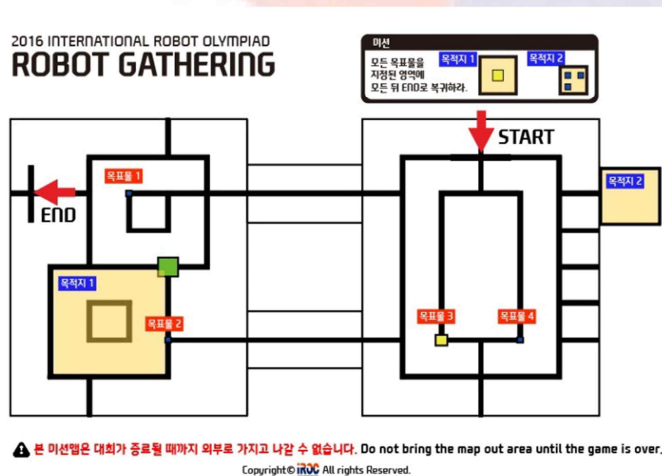 2016 INTERNATIONAL ROBOT OLYMPIAD
ROBOT GATHERING
미션
모든 목표물을
지정된 영역에
모은 뒤 END로 복귀하라.
목적지 1
목적지 2
START
목표물 1
목적지 2
END
목적지 1
목표물 2
목표물 3
목표물 4
본 미션맵은 대회가 종료될 때까지 외부로 가지고 나갈 수 없습니다. Do not bring the map out area until the game is over.
Copyright© IROC All rights Reserved.